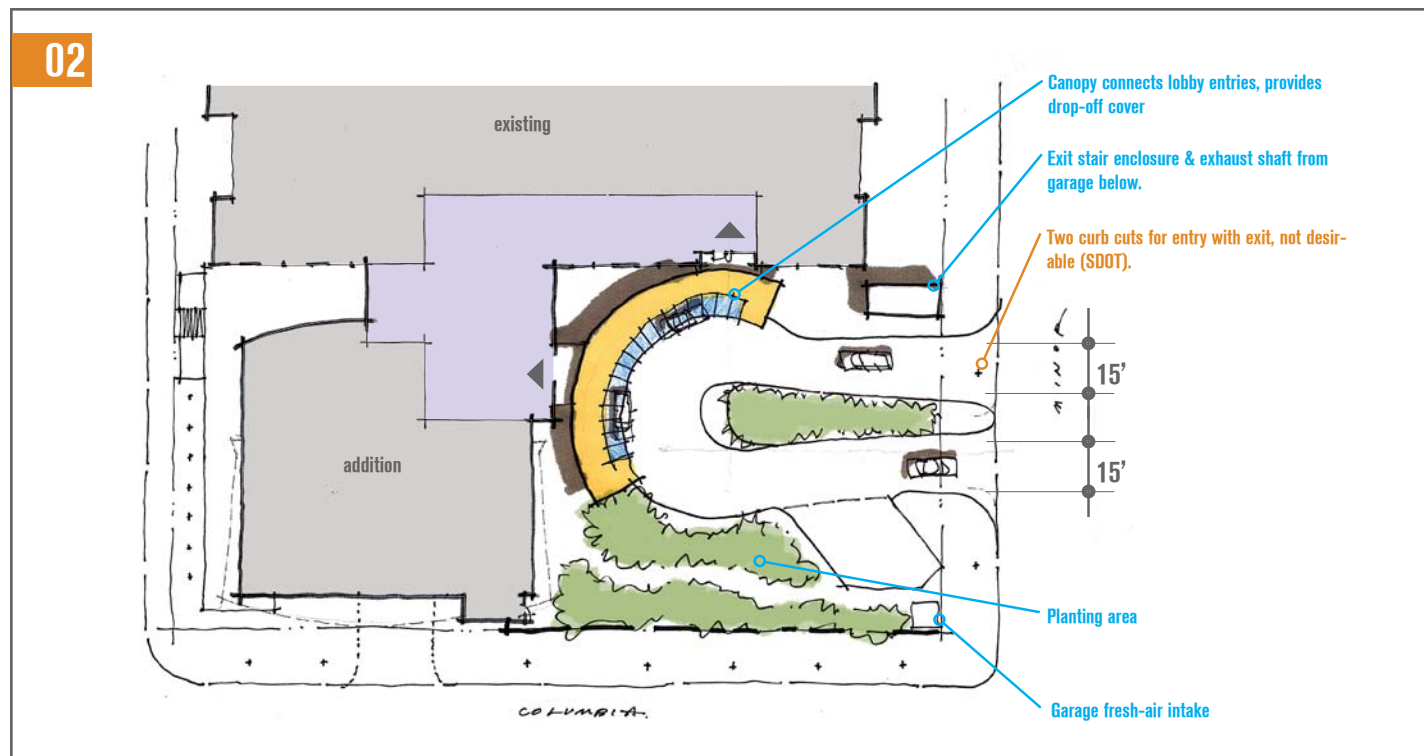 02
Canopy connects lobby entries, provides
drop-off cover
existing
Exit stair enclosure & exhaust shaft from
garage below.
Two curb cuts for entry with exit, not desir-
able (SDOT).
15’
15’
addition
Planting area
Garage fresh-air intake
COLUMBIA.